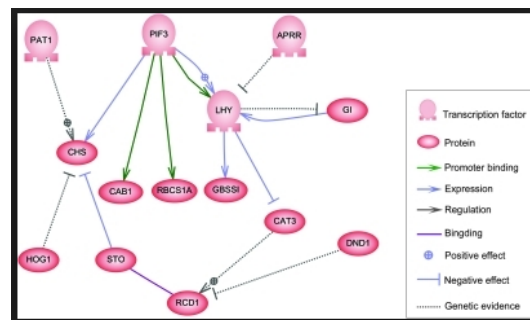 PAT1
PIF3
APRR
LHY
GI
CHS
CAB1
RBCS1A
GBSSI
CAT3
DND1
HOG1
STO
RCD1
Transcription factor
Protein
Promoter binding
Expression
Regulation
Bingding
Positive effect
Negative effect
Genetic evidence